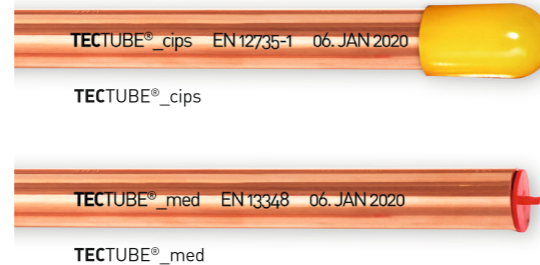 TECTUBE®_cips EN 12735-1 06. JAN 2020
TECTUBE®_cips
TECTUBE®_med EN 13348 06. JAN 2020
TECTUBE®_med